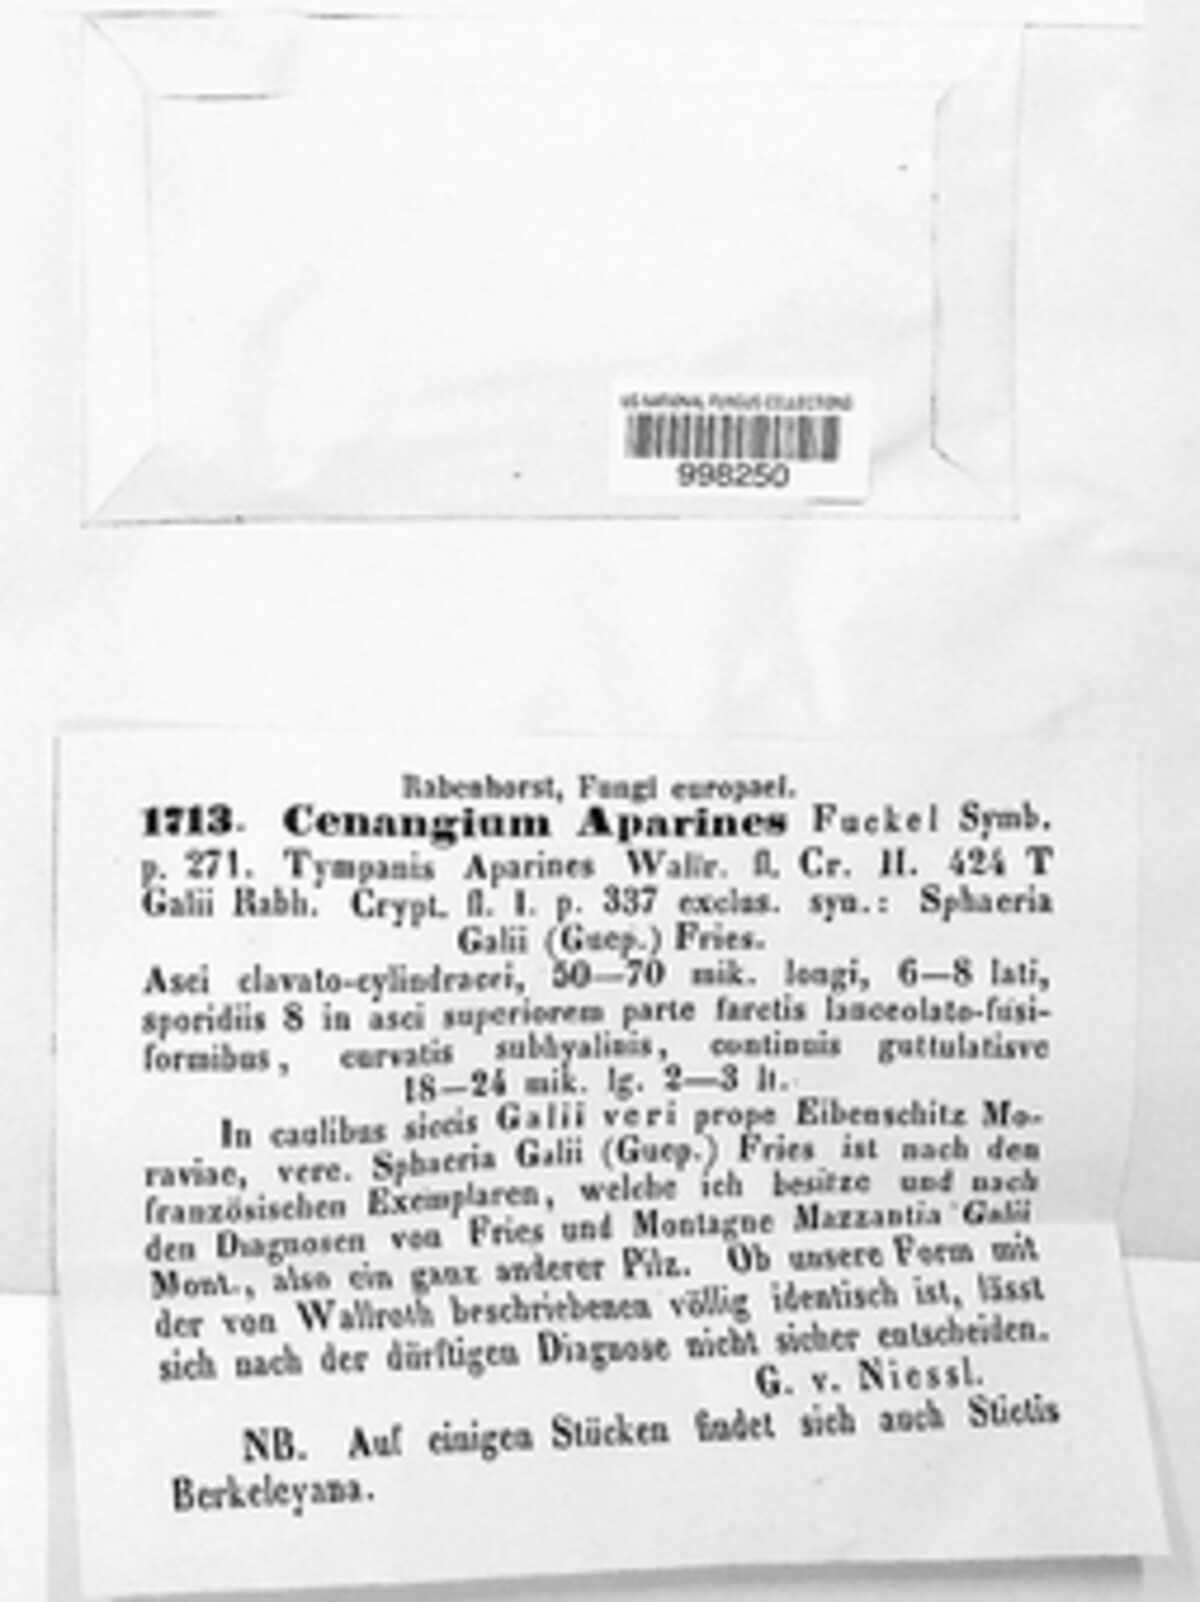 US NATIONAL FUNGUS COLLECTIONS
998250
Rabenhorst, Fungi europaei.
1713. Cenangium Aparines Fuckel Symb.
p. 271. Tympanis Aparines Wallr. fl. Cr. II. 424 T
Galii Rabh. Crypt. fl. I. p. 337 exclus. syn.: Sphaeria
Galii (Guep.) Fries.
Asci clavato-cylindracei, 50—70 mik. longi, 6—8 lati,
sporidiis 8 in asci superiorem parte farctis lanceolato-fusi-
formibus, curvatis subhyalinis, continuis guttulatisve
18—24 mik. lg. 2—3 lt.
In caulibus siccis Galii veri prope Eibenschitz Mo-
raviae, vere. Sphaeria Galii (Guep.) Fries ist nach den
französischen Exemplaren, welche ich besitze und nach
den Diagnosen von Fries und Montagne Mazzantia Galii
Mont., also ein ganz anderer Pilz. Ob unsere Form mit
der von Wallroth beschriebenen völlig identisch ist, lässt
sich nach der dürftigen Diagnose nicht sicher entscheiden.
G. v. Niessl.
NB. Auf einigen Stücken findet sich auch Stictis
Berkeleyana.